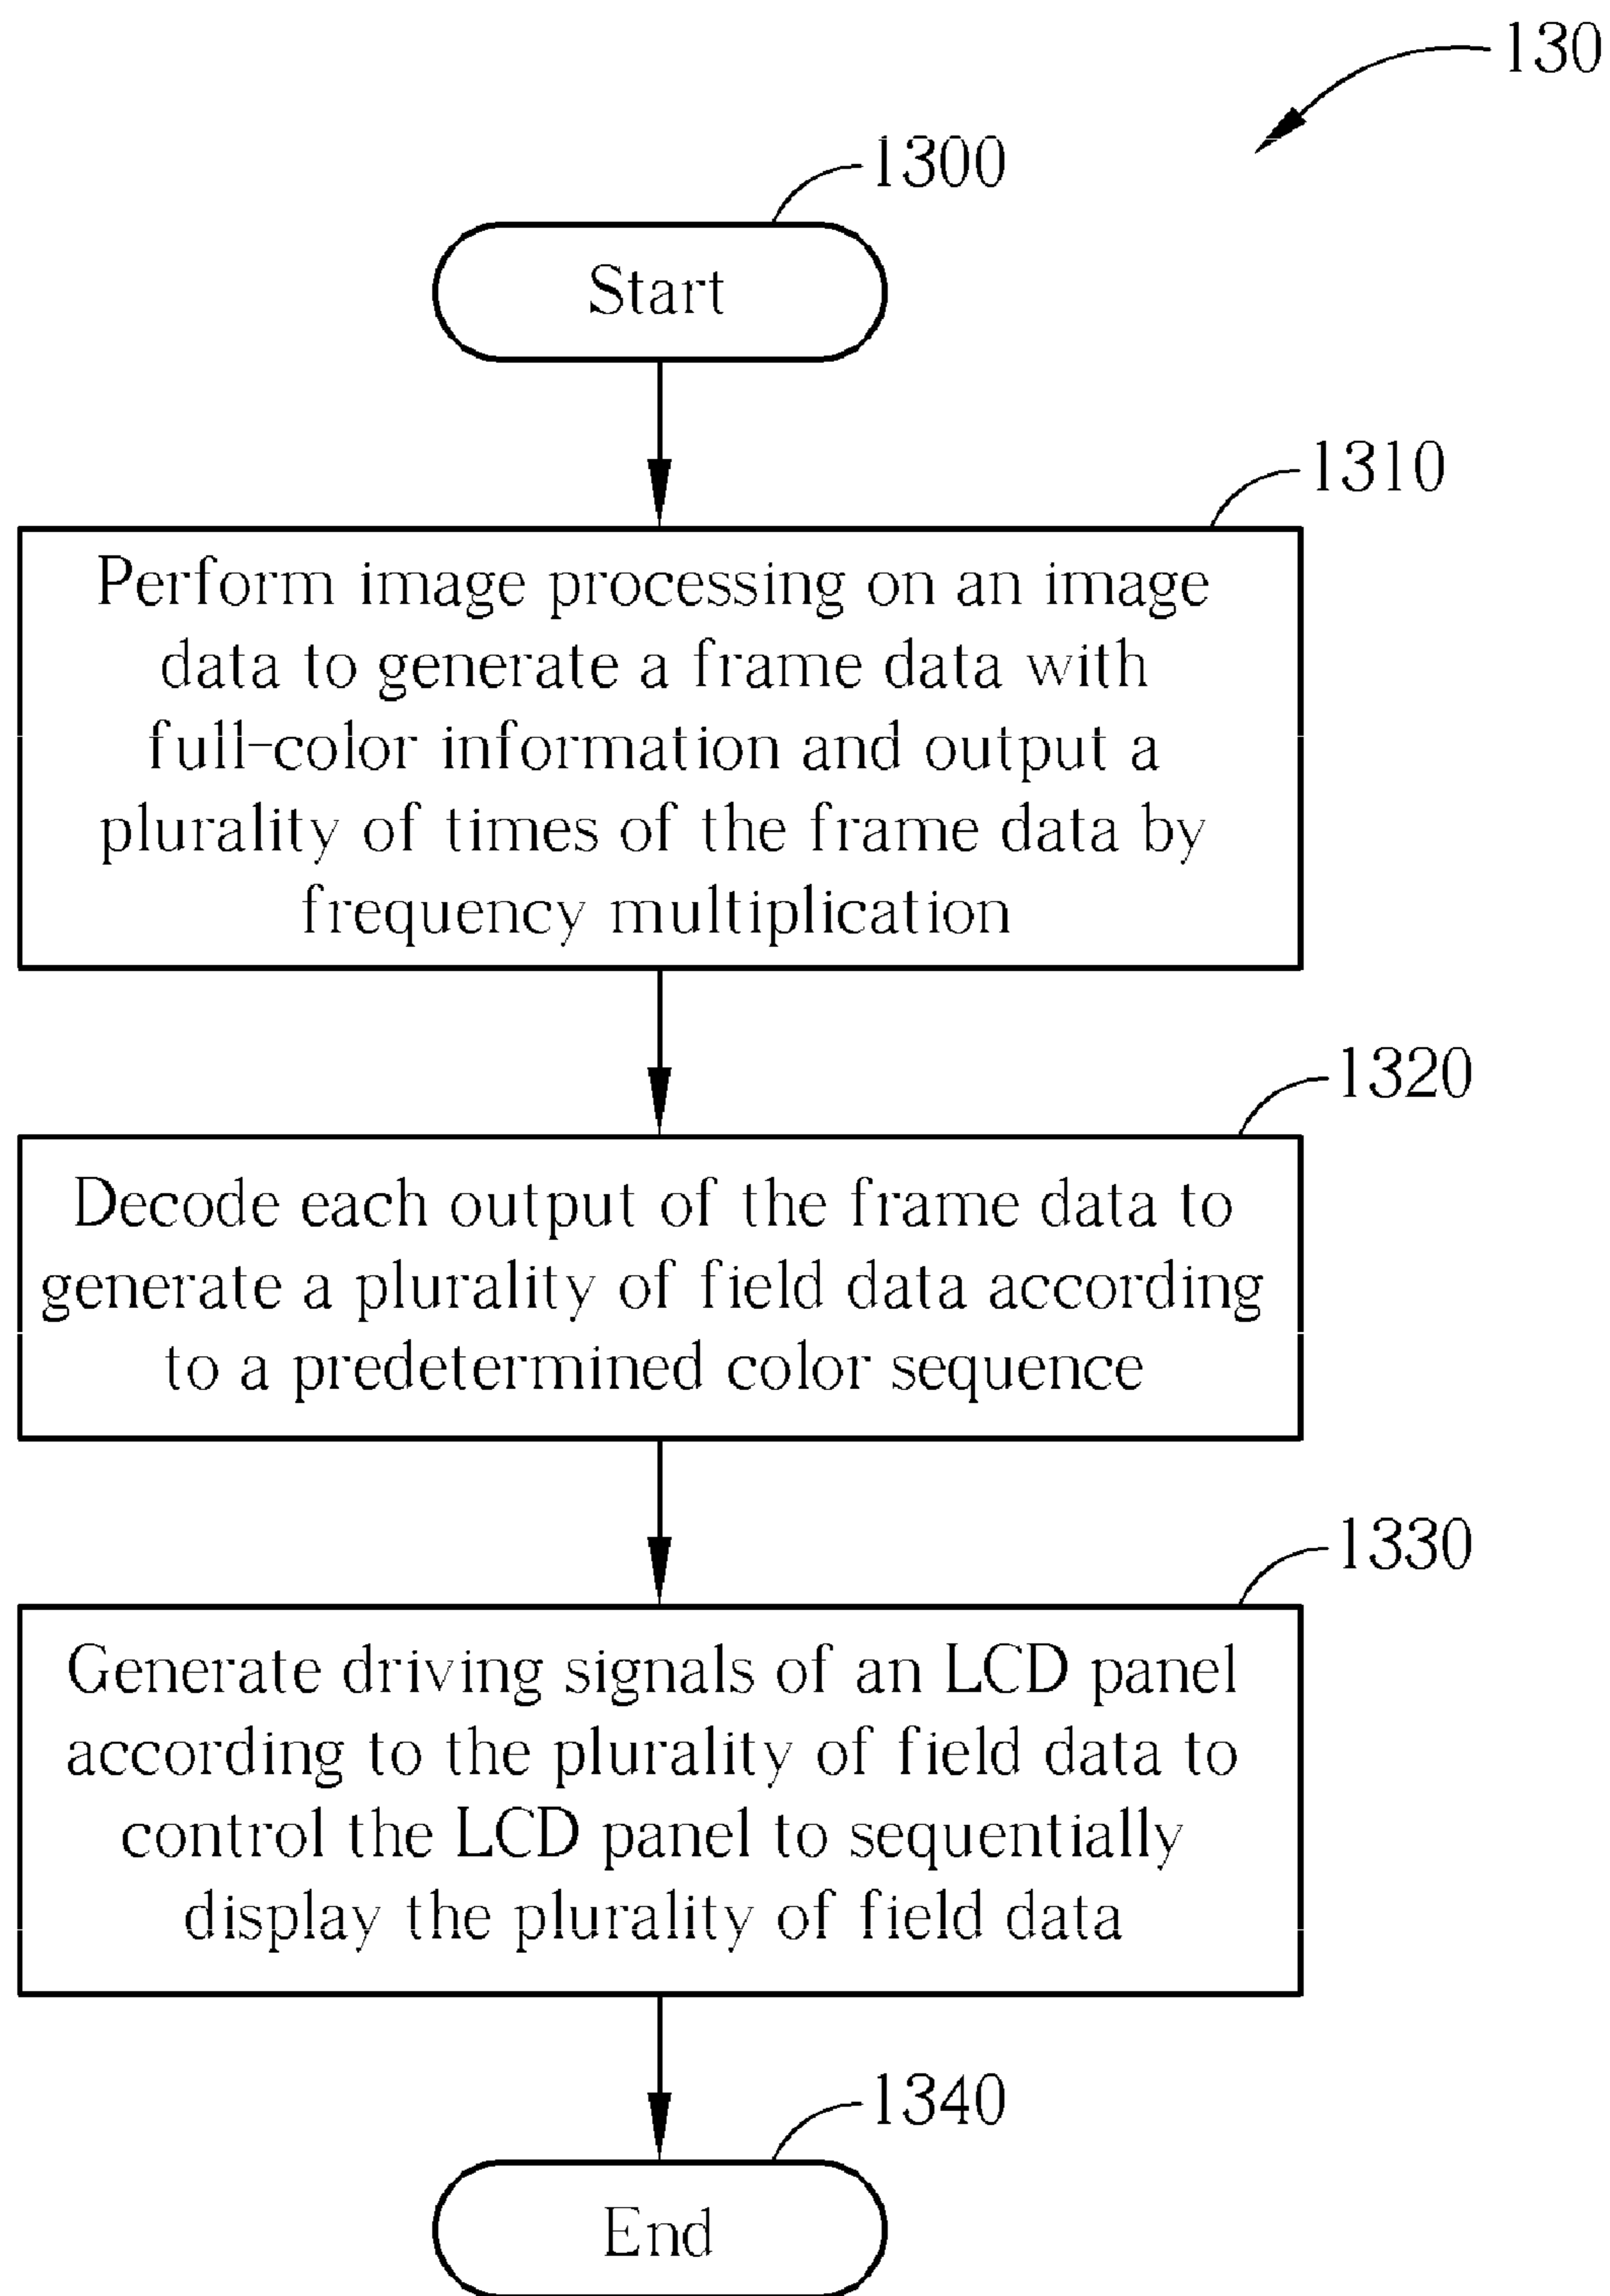 130
1300
Start
1310
Perform image processing on an image
data to generate a frame data with
full-color information and output a
plurality of times of the frame data by
frequency multiplication
1320
Decode each output of the frame data to
generate a plurality of field data according
to a predetermined color sequence
1330
Generate driving signals of an LCD panel
according to the plurality of field data to
control the LCD panel to sequentially
display the plurality of field data
1340
End